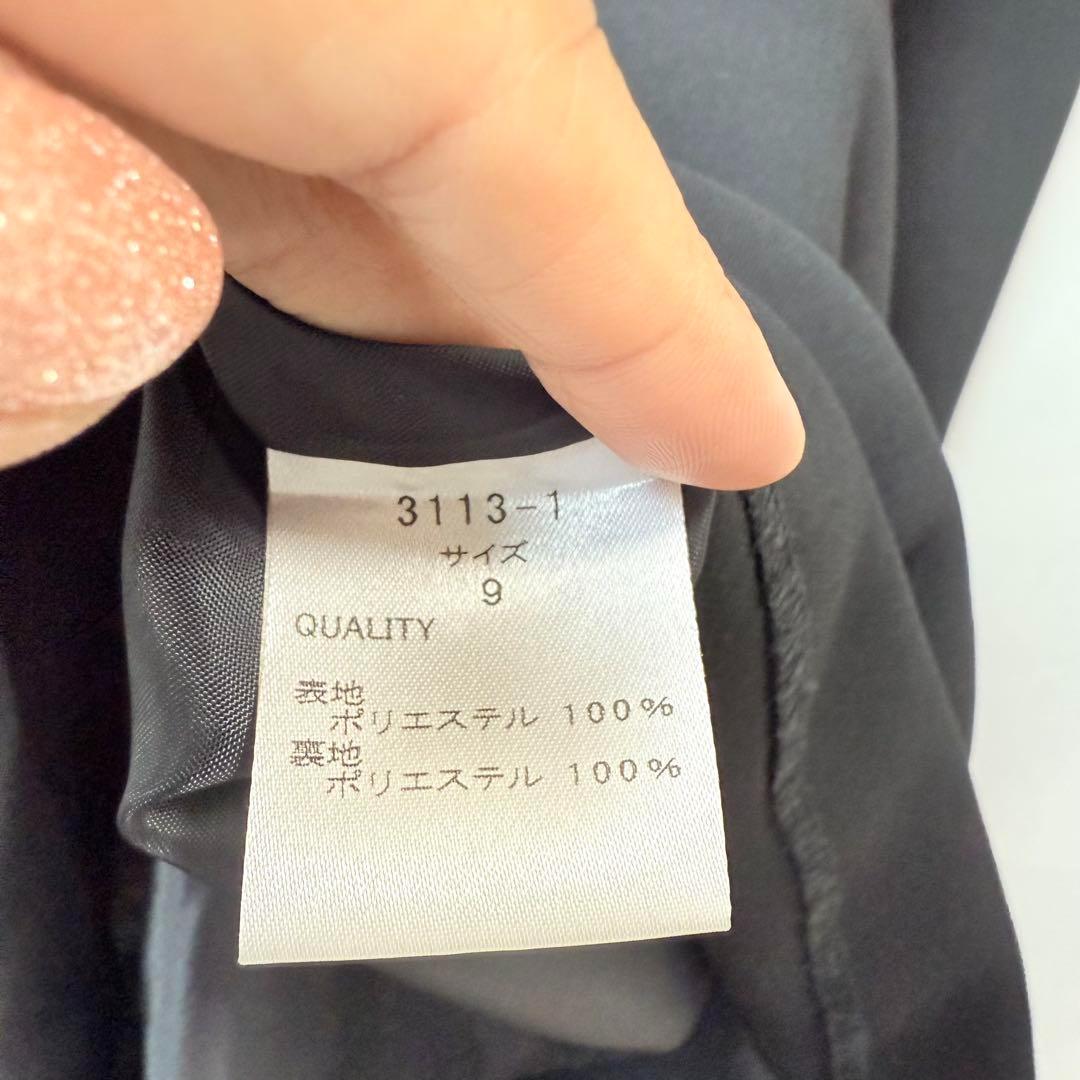 3113-1
サイズ
9
QUALITY
表地
ポリエステル 100%
裏地
ポリエステル 100%